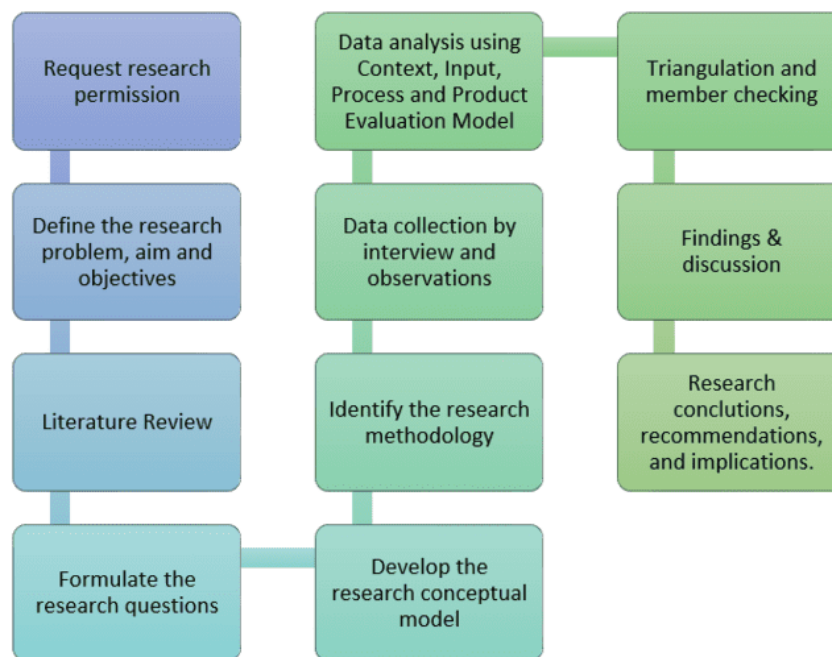 Request research
permission
Define the research
problem, aim and
objectives
Literature Review
Formulate the
research questions
Develop the
research conceptual
model
Identify the research
methodology
Data collection by
interview and
observations
Data analysis using
Context, Input,
Process and Product
Evaluation Model
Triangulation and
member checking
Findings &
discussion
Research
conclutions,
recommendations,
and implications.